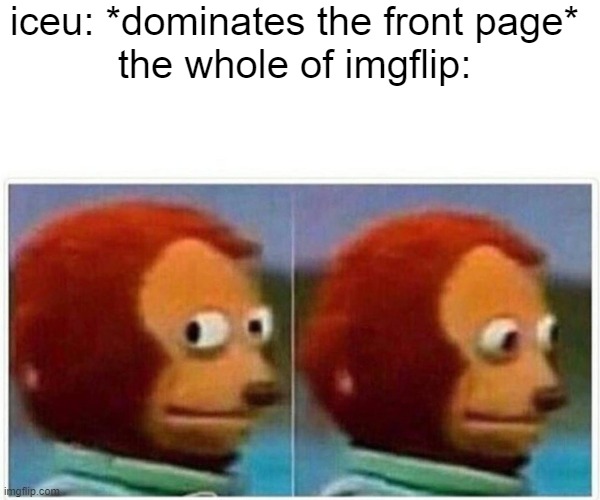 iceu: *dominates the front page*
the whole of imgflip:
imgflip.com